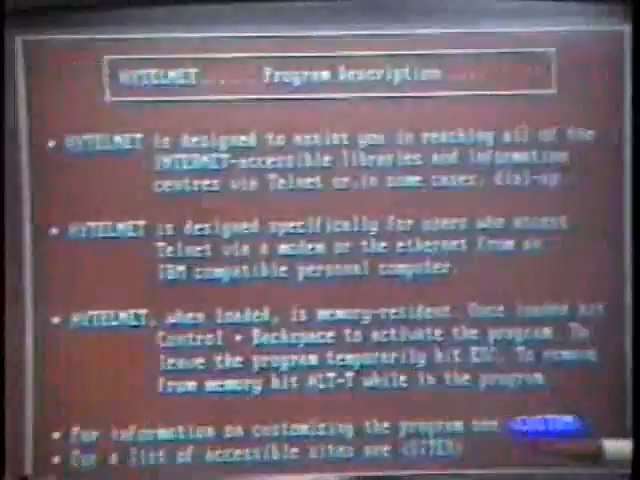 HYTELNET ...... Program Description ......
• HYTELNET is designed to assist you in reaching all of the
INTERNET-accessible libraries and information
centres via Telnet or,in some cases, dial-up
• HYTELNET is designed specifically for users who access
Telnet via a modem or the ethernet from an
IBM compatible personal computer.
• HYTELNET, when loaded, is memory-resident. Once loaded hit
Control + Backspace to activate the program. To
leave the program temporarily hit ESC. To remove
from memory hit ALT-T while in the program
• For information on customizing the program see
• For a list of accessible sites see <SITES>